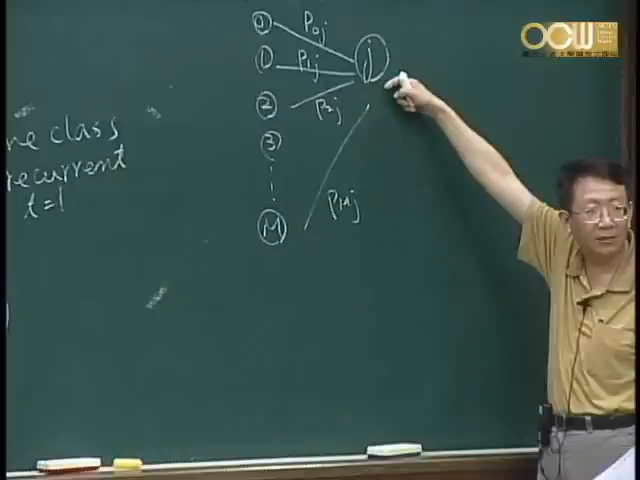 ne class
recurrent
t=1
0 P0j
1 P1j j
2 P2j
3
M PMj
OCW